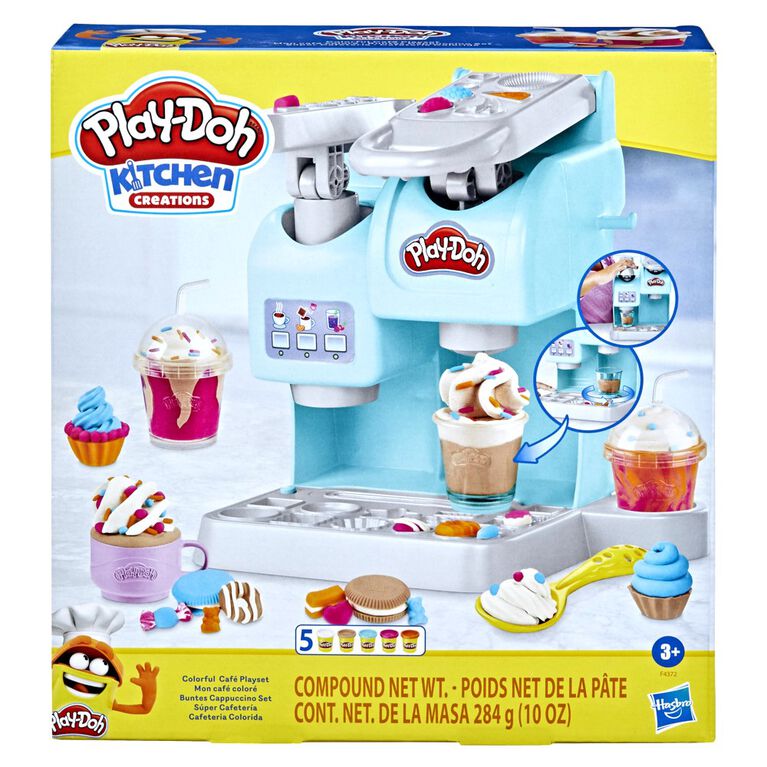 PLAY-DOH
KITCHEN
CREATIONS
PLAY-DOH
5
Colorful Café Playset
Mon café coloré
Buntes Cappuccino Set
Súper Cafetería
Cafeteria Colorida
COMPOUND NET WT. - POIDS NET DE LA PÂTE
CONT. NET. DE LA MASA 284 g (10 OZ)
3+
F4372
Hasbro
PLAY-DOH